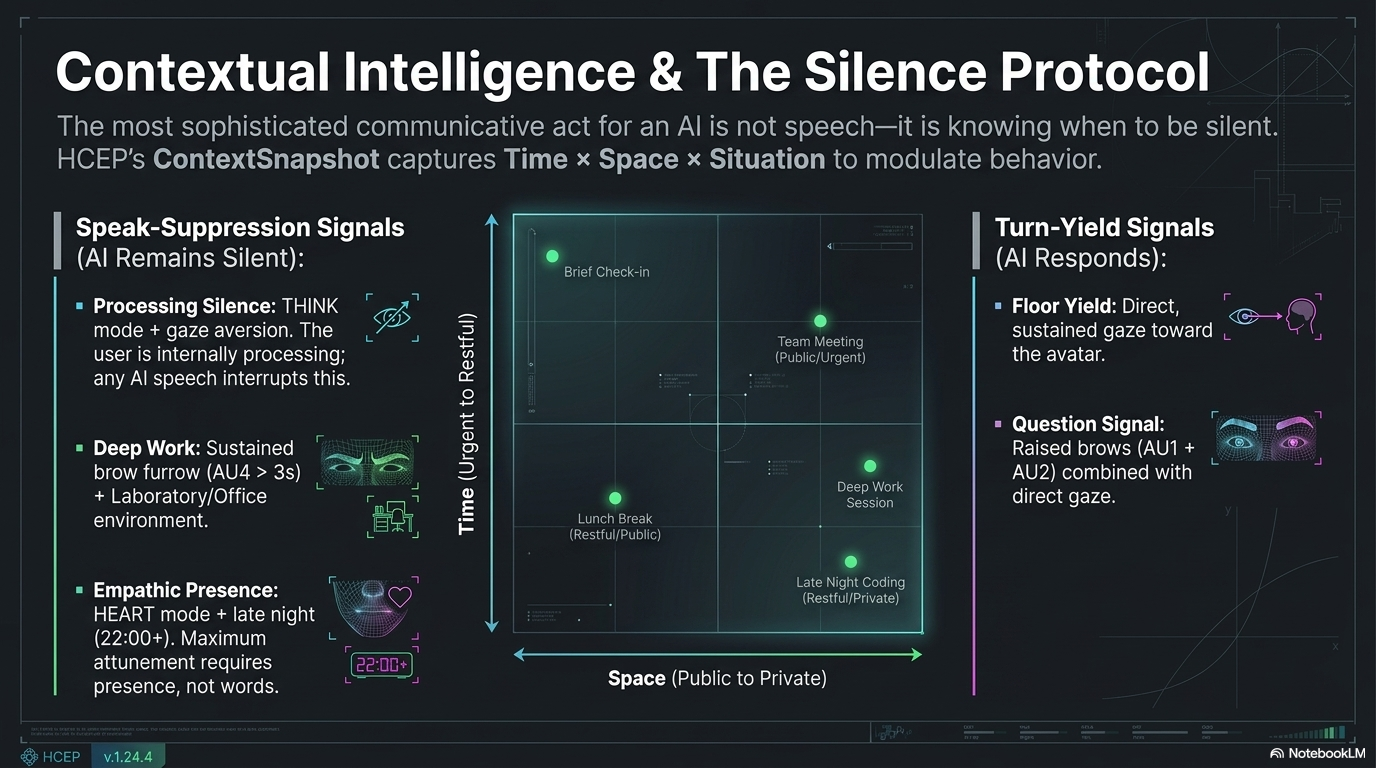 Contextual Intelligence & The Silence Protocol
The most sophisticated communicative act for an AI is not speech—it is knowing when to be silent.
HCEP's ContextSnapshot captures Time × Space × Situation to modulate behavior.
Speak-Suppression Signals
(AI Remains Silent):
Processing Silence: THINK
mode + gaze aversion. The
user is internally processing;
any AI speech interrupts this.
Deep Work: Sustained
brow furrow (AU4 > 3s)
+ Laboratory/Office
environment.
Empathic Presence:
HEART mode + late night
(22:00+). Maximum
attunement requires
presence, not words.
22:00+
Time (Urgent to Restful)
Brief Check-in
Team Meeting
(Public/Urgent)
Lunch Break
(Restful/Public)
Deep Work
Session
Late Night Coding
(Restful/Private)
Space (Public to Private)
Turn-Yield Signals
(AI Responds):
Floor Yield: Direct,
sustained gaze toward
the avatar.
Question Signal:
Raised brows (AU1 +
AU2) combined with
direct gaze.
y
x
HCEP
v.1.24.4
NotebookLM